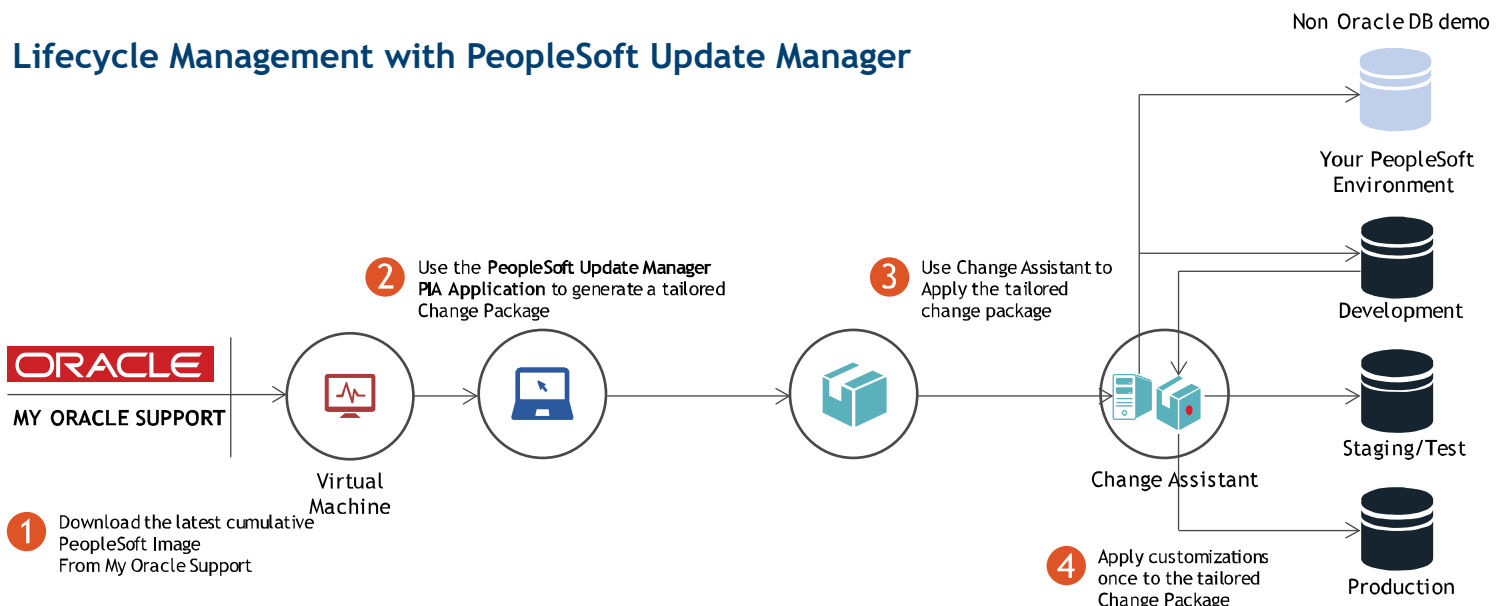 Non Oracle DB demo
Lifecycle Management with PeopleSoft Update Manager
Your PeopleSoft
Environment
2
Use the PeopleSoft Update Manager
PIA Application to generate a tailored
Change Package
3
Use Change Assistant to
Apply the tailored
change package
Development
ORACLE
MY ORACLE SUPPORT
Staging/Test
Virtual
Machine
Change Assistant
1
Download the latest cumulative
PeopleSoft Image
From My Oracle Support
4
Apply customizations
once to the tailored
Change Package
Production